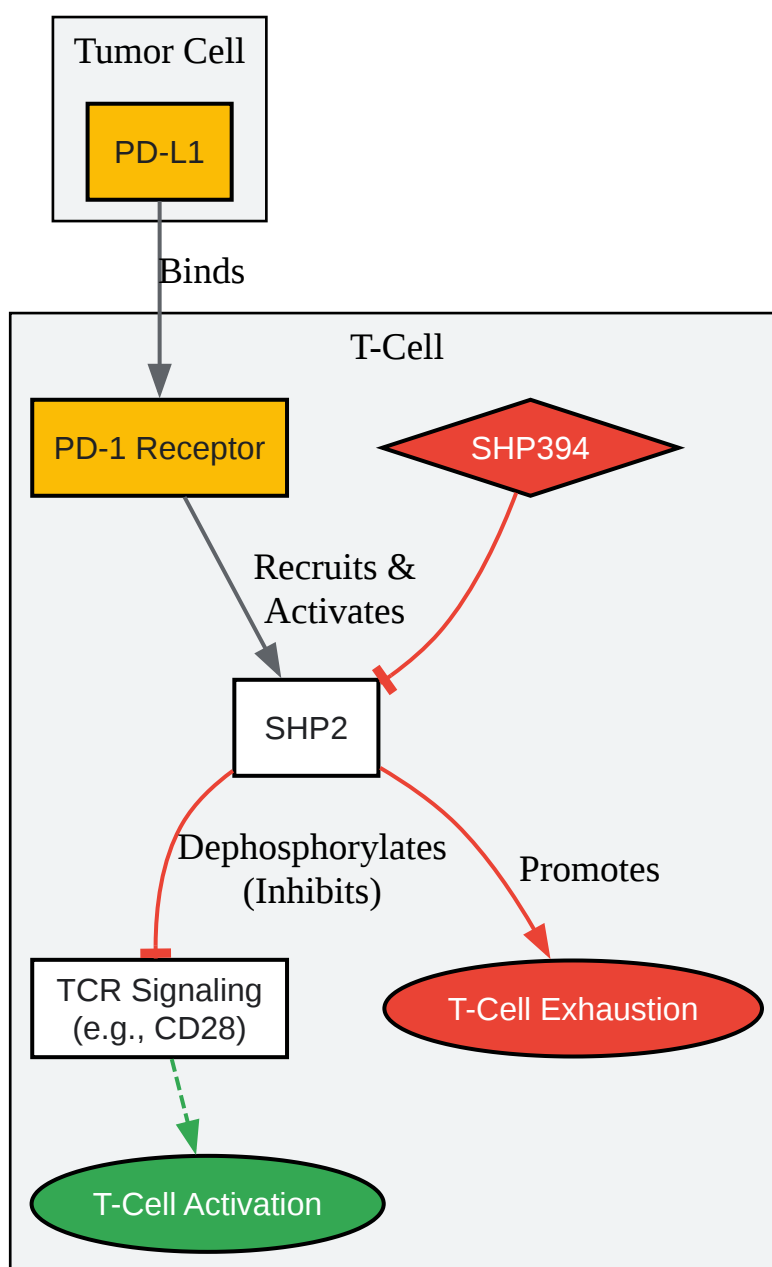 Tumor Cell
PD-L1
Binds
T-Cell
PD-1 Receptor
SHP394
Recruits &
Activates
SHP2
Dephosphorylates
(Inhibits)
Promotes
TCR Signaling
(e.g., CD28)
T-Cell Exhaustion
T-Cell Activation